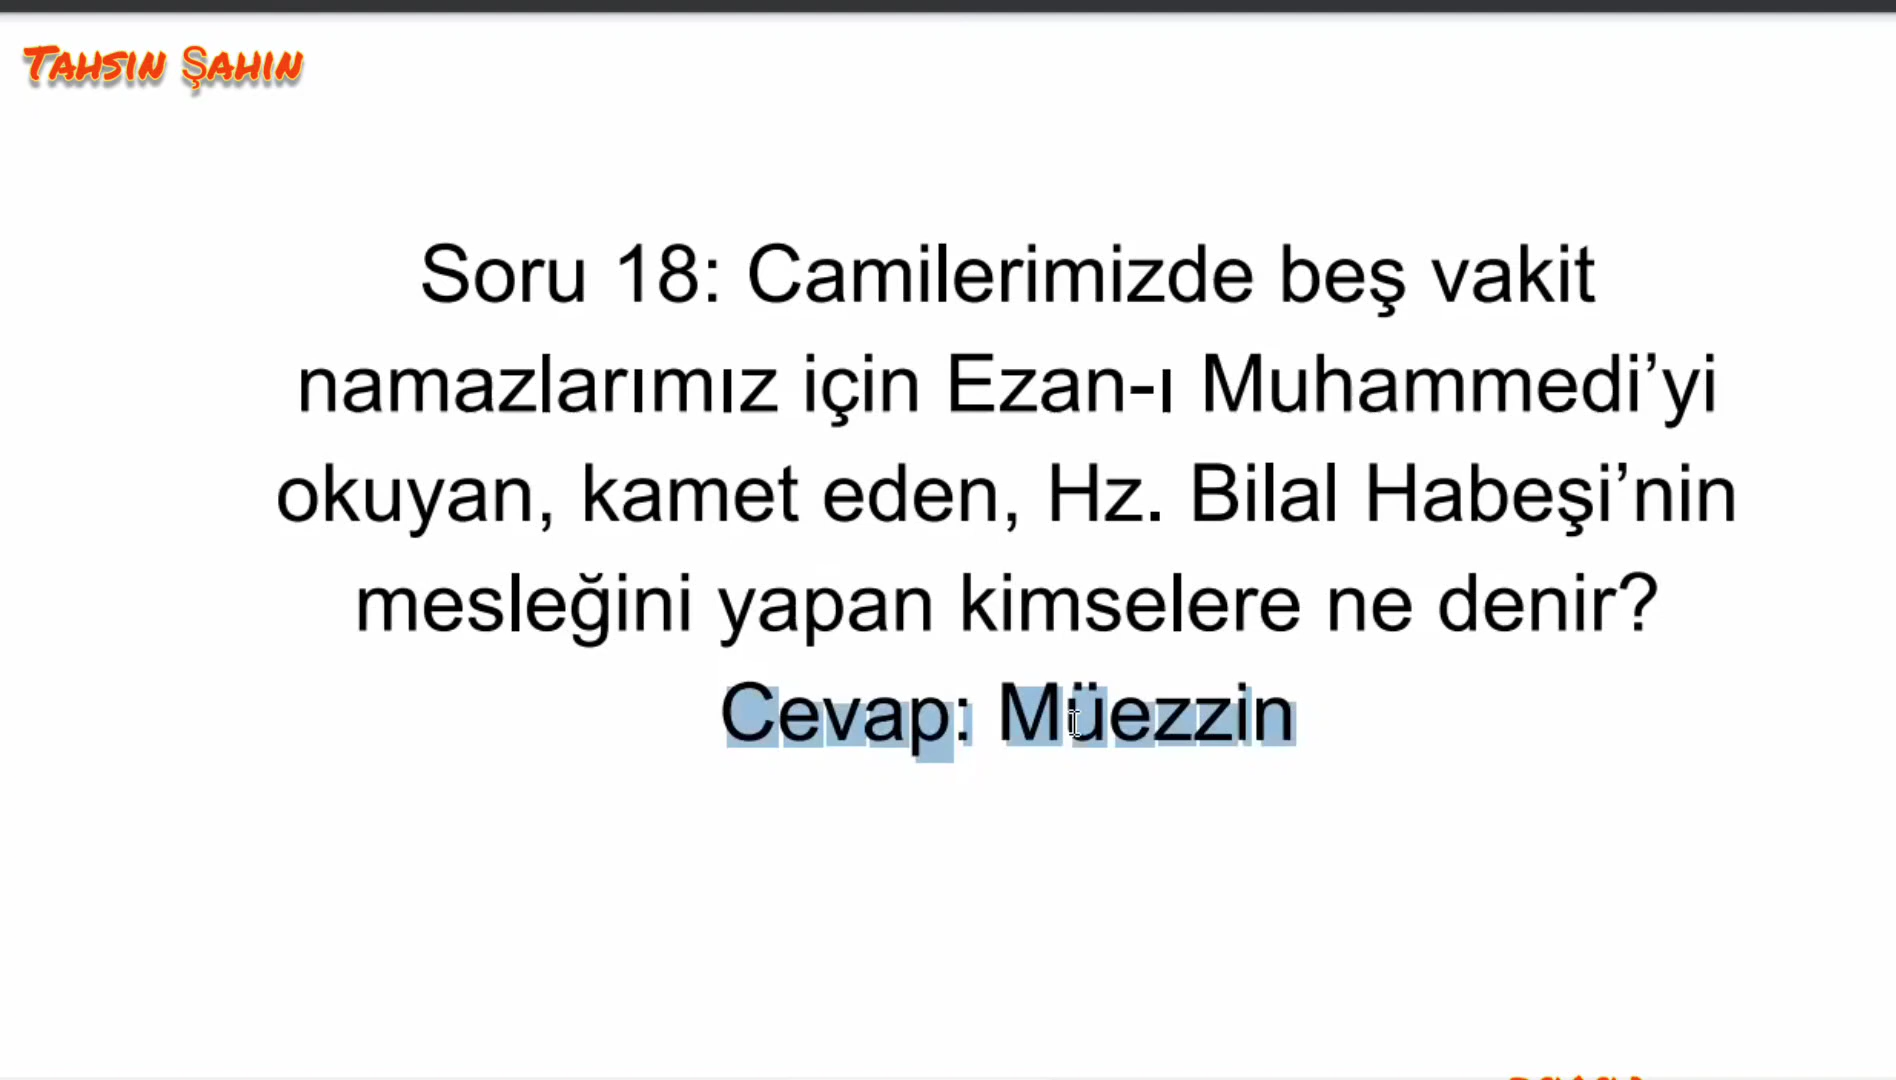 TAHSIN ŞAHIN
Soru 18: Camilerimizde beş vakit
namazlarımız için Ezan-ı Muhammedi’yi
okuyan, kamet eden, Hz. Bilal Habeşi’nin
mesleğini yapan kimselere ne denir?
Cevap: Müezzin